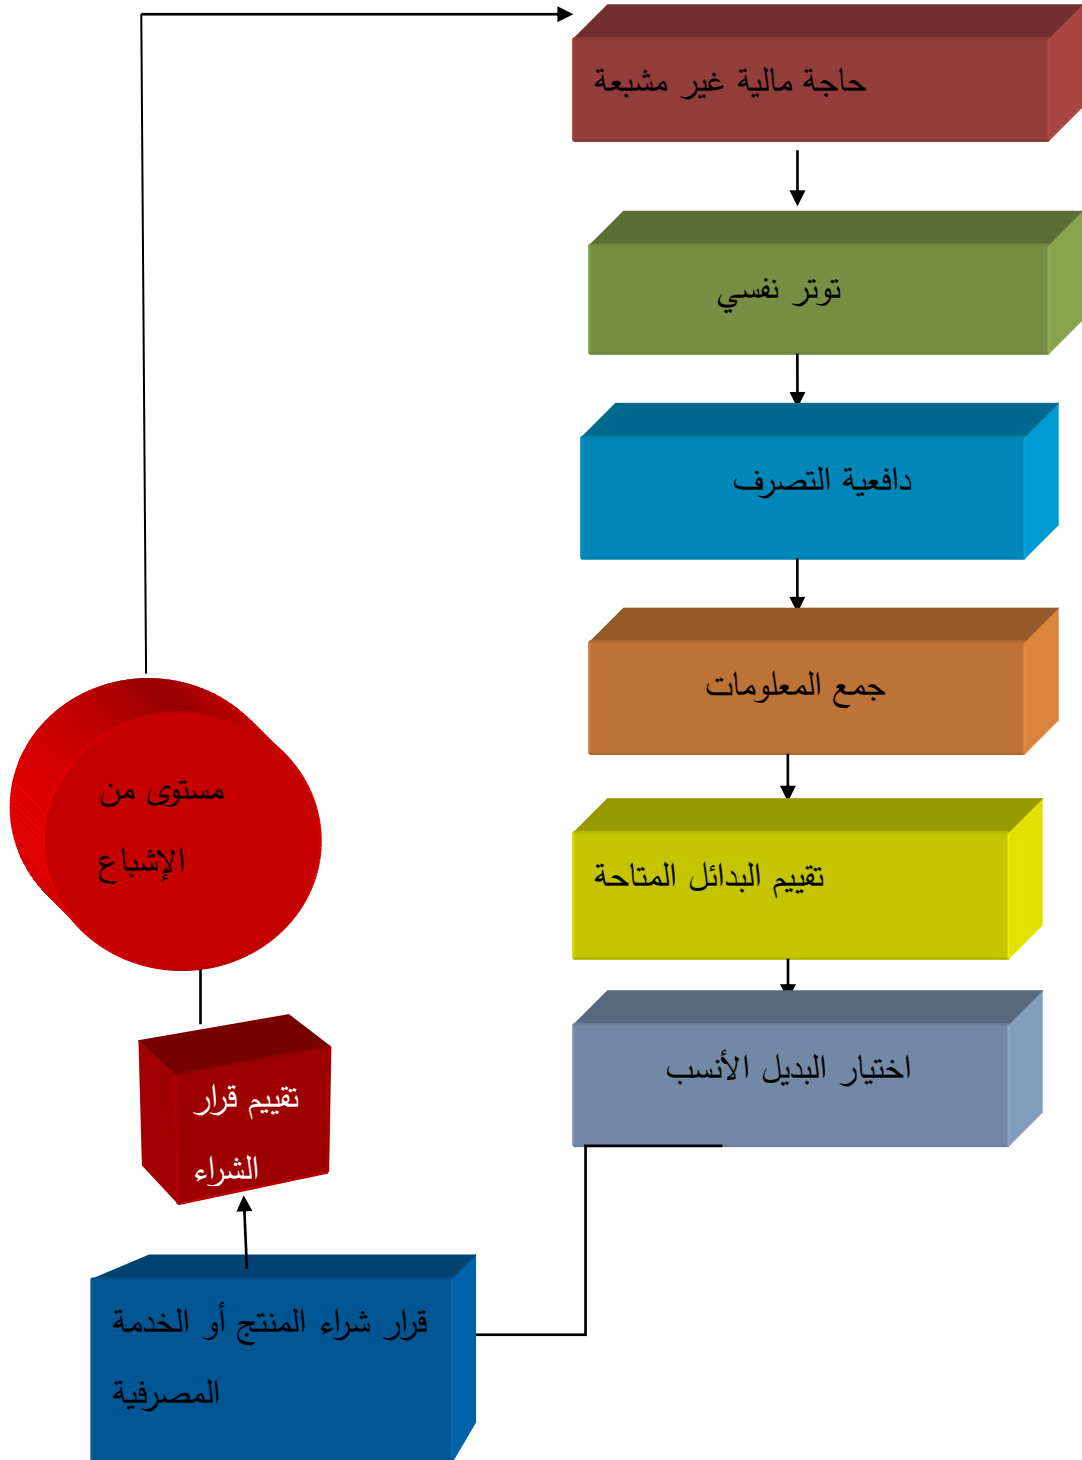 حاجة مالية غير مشبعة
توتر نفسي
دافعية التصرف
جمع المعلومات
تقييم البدائل المتاحة
اختيار البديل الأنسب
قرار شراء المنتج أو الخدمة
المصرفية
تقييم قرار
الشراء
مستوى من
الإشباع